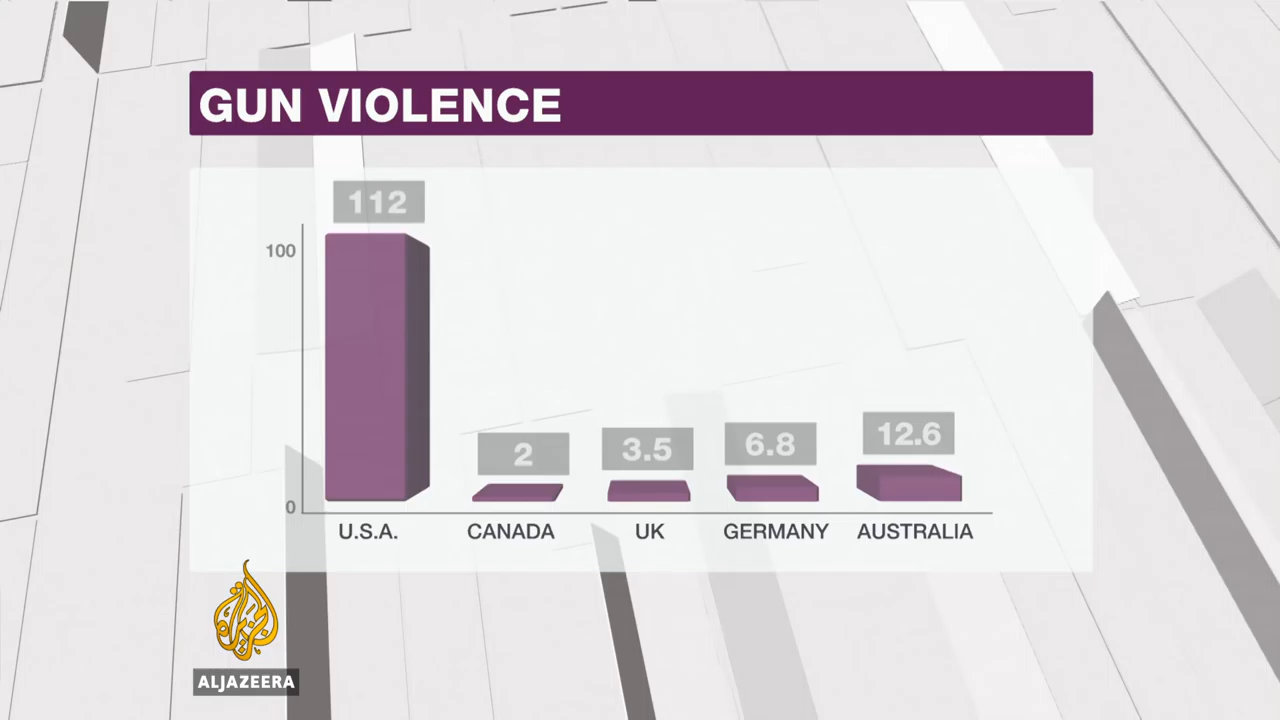 GUN VIOLENCE
112
100
2
3.5
6.8
12.6
0
U.S.A.
CANADA
UK
GERMANY
AUSTRALIA
الجزيرة
ALJAZEERA